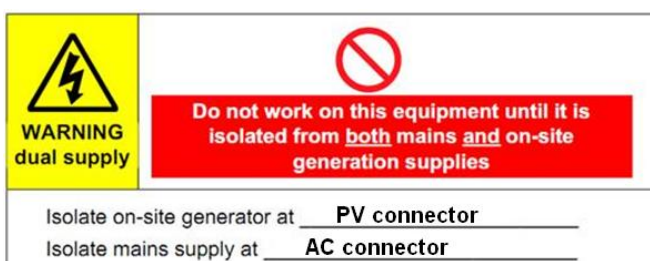 WARNING
dual supply
Do not work on this equipment until it is
isolated from both mains and on-site
generation supplies
Isolate on-site generator at PV connector
Isolate mains supply at AC connector